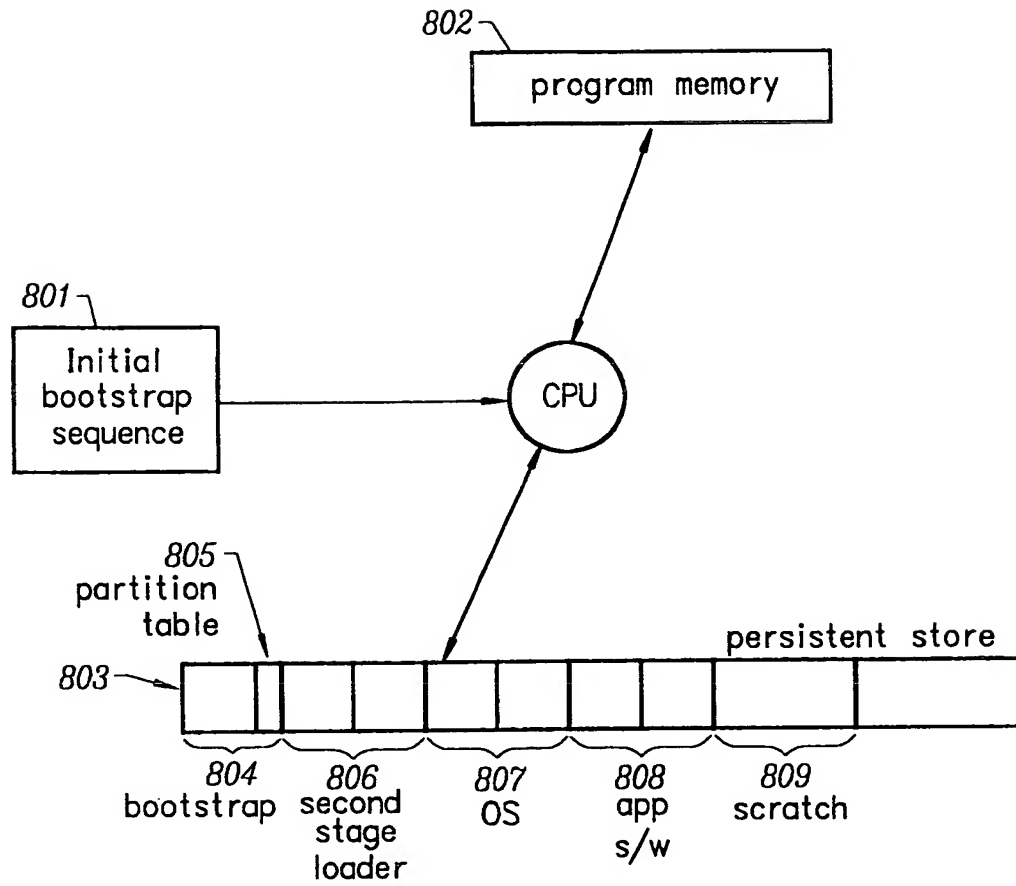 802
program memory
801
Initial
bootstrap
sequence
CPU
805
partition
table
persistent store
803
804
bootstrap
806
second
stage
loader
807
OS
808
app
s/w
809
scratch